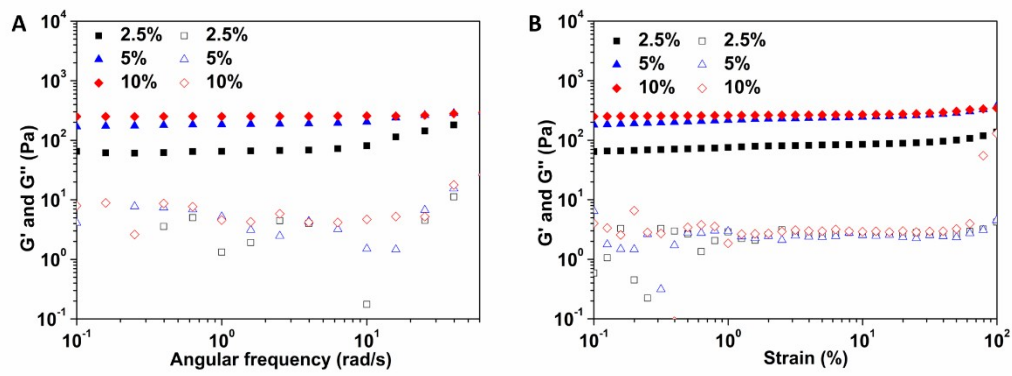 A
10^4
10^3
10^2
10^1
10^0
10^-1
G' and G'' (Pa)
2.5% 2.5%
5% 5%
10% 10%
10^-1 10^0 10^1
Angular frequency (rad/s)
B
10^4
10^3
10^2
10^1
10^0
10^-1
G' and G'' (Pa)
2.5% 2.5%
5% 5%
10% 10%
10^-1 10^0 10^1 10^2
Strain (%)